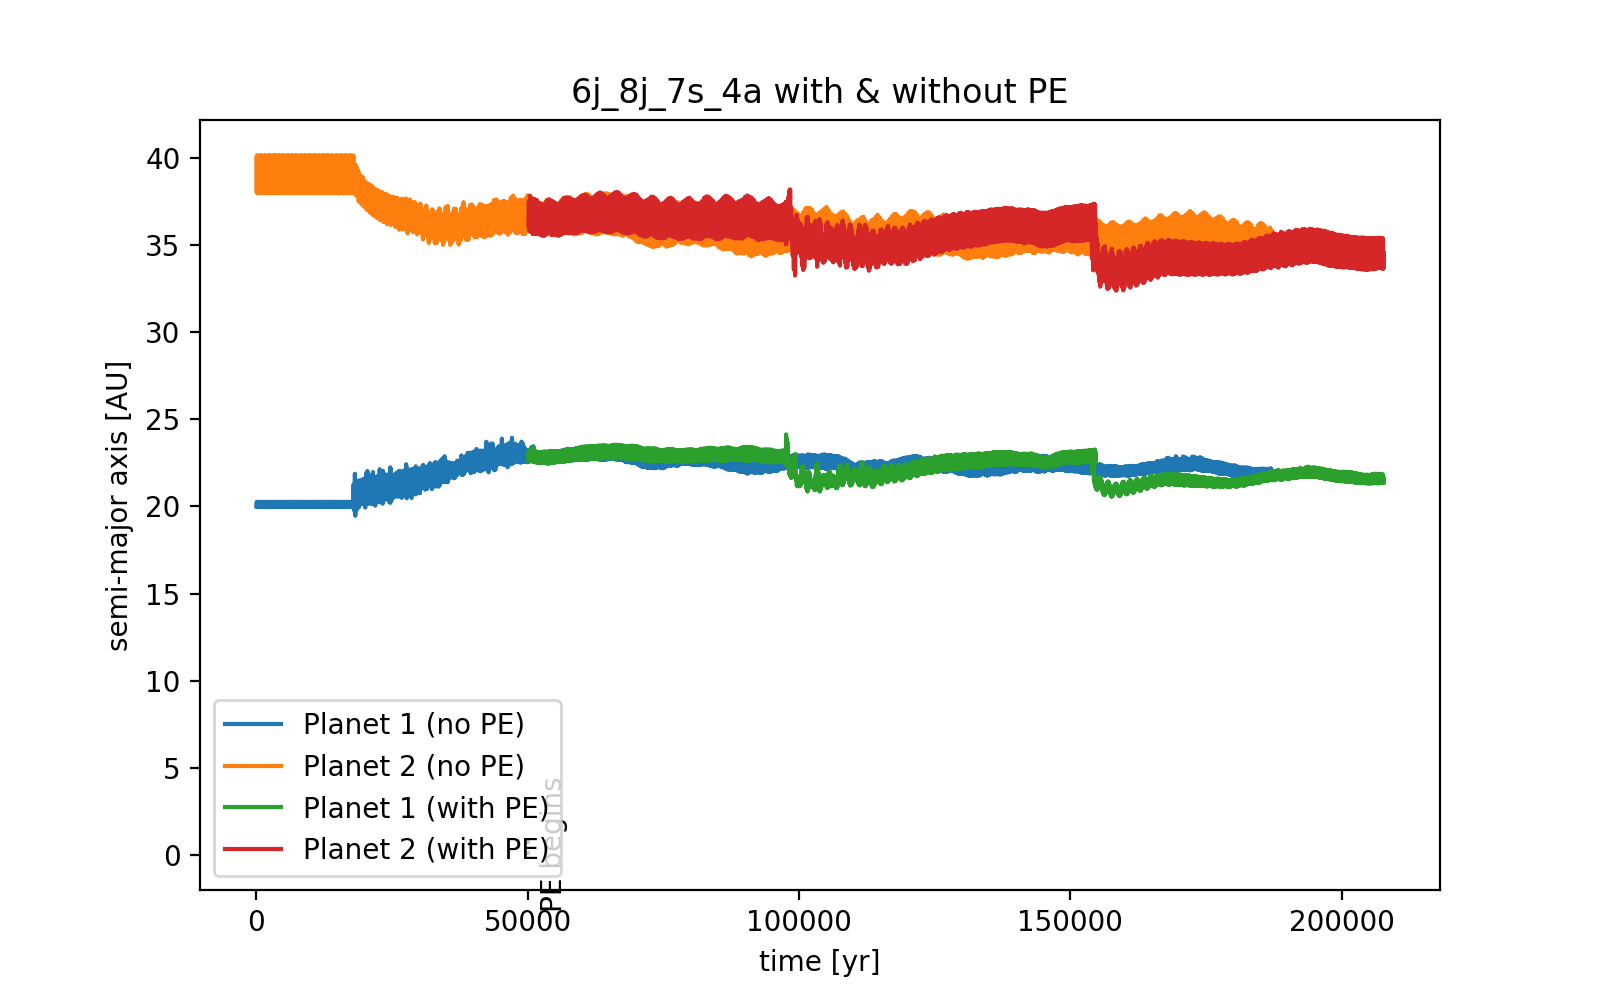 6j_8j_7s_4a with & without PE
semi-major axis [AU]
40
35
30
25
20
15
10
5
0
Planet 1 (no PE)
Planet 2 (no PE)
Planet 1 (with PE)
Planet 2 (with PE)
PE begins
0
50000
100000
150000
200000
time [yr]